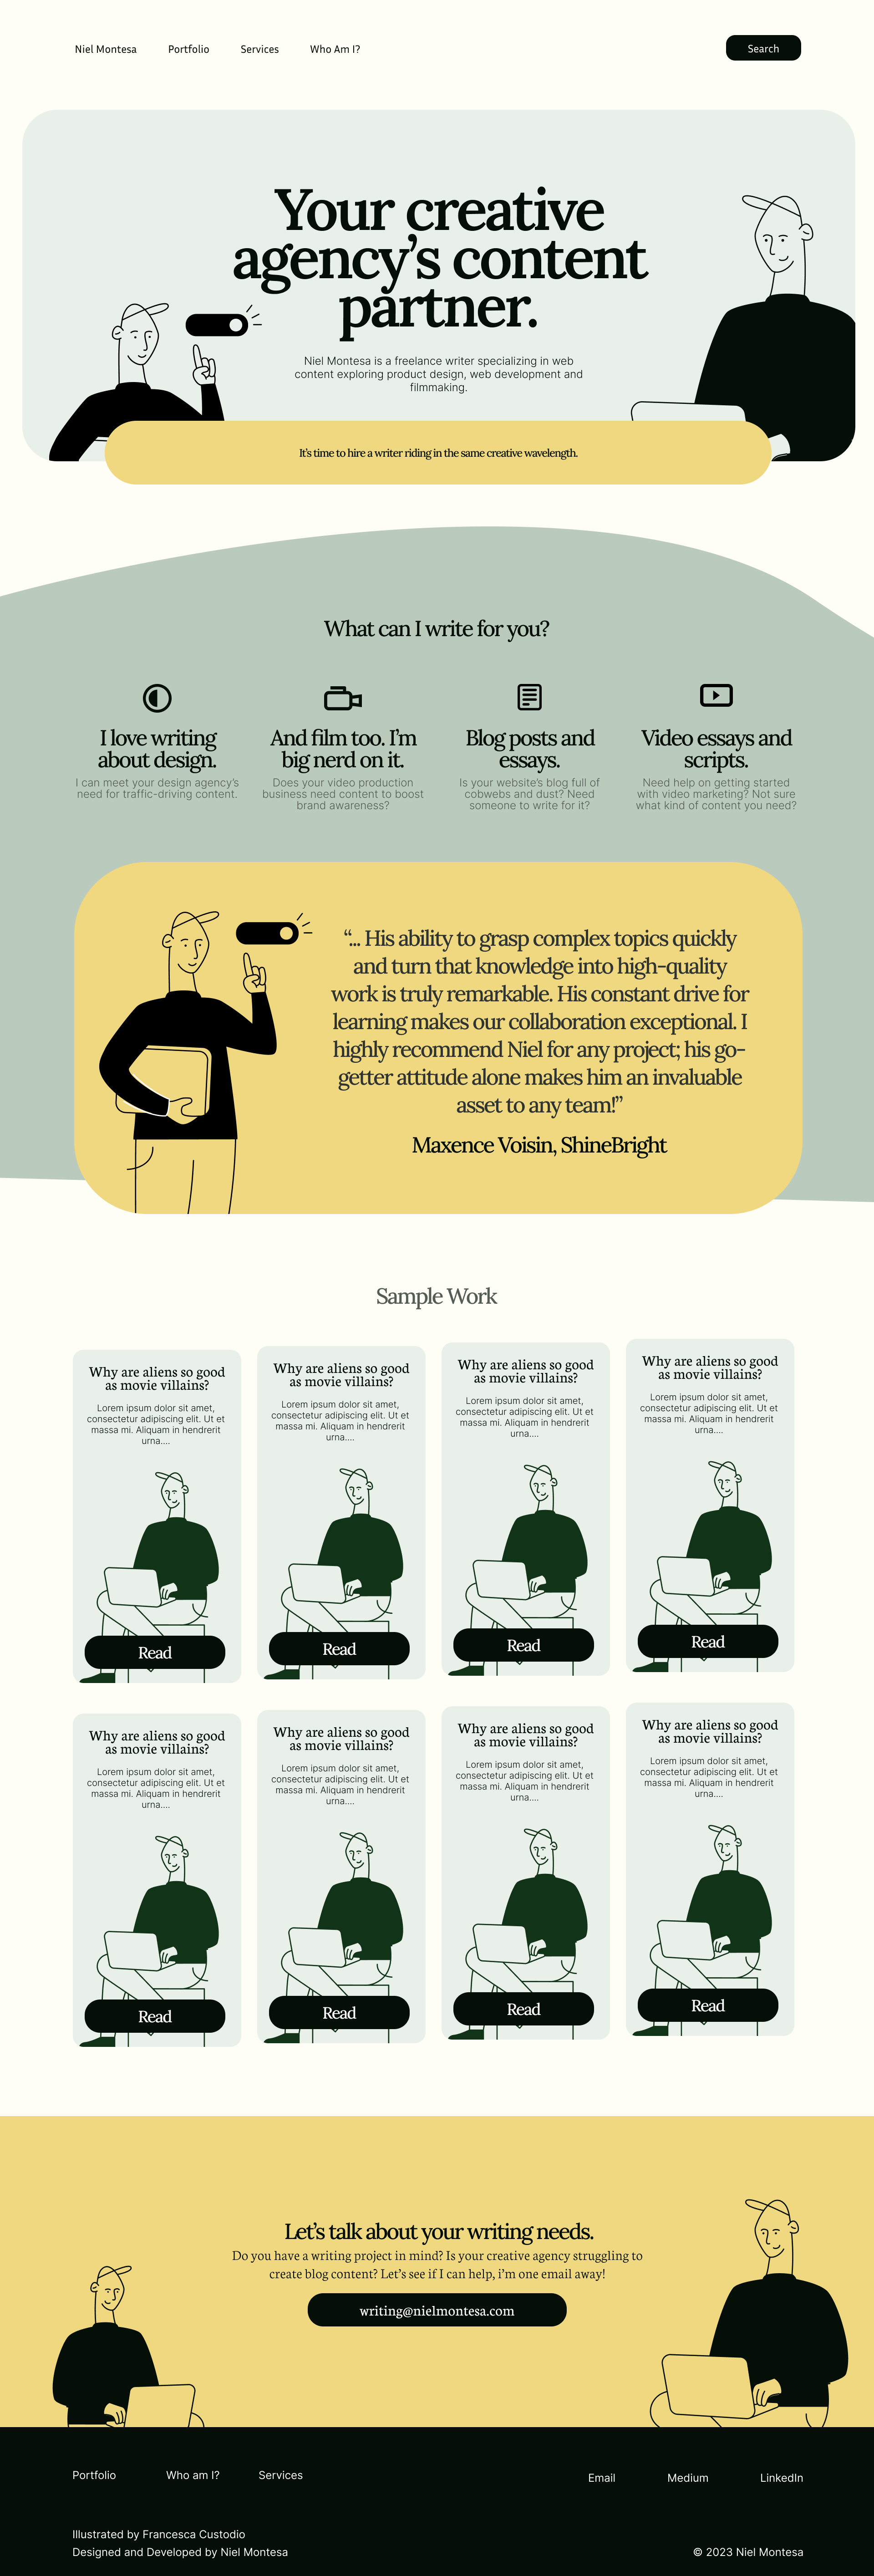 Niel Montesa
Portfolio
Services
Who Am I?
Search
Your creative
agency’s content
partner.
Niel Montesa is a freelance writer specializing in web
content exploring product design, web development and
filmmaking.
It’s time to hire a writer riding in the same creative wavelength.
What can I write for you?
I love writing
about design.
I can meet your design agency’s
need for traffic-driving content.
And film too. I’m
big nerd on it.
Does your video production
business need content to boost
brand awareness?
Blog posts and
essays.
Is your website’s blog full of
cobwebs and dust? Need
someone to write for it?
Video essays and
scripts.
Need help on getting started
with video marketing? Not sure
what kind of content you need?
“... His ability to grasp complex topics quickly
and turn that knowledge into high-quality
work is truly remarkable. His constant drive for
learning makes our collaboration exceptional. I
highly recommend Niel for any project; his go-
getter attitude alone makes him an invaluable
asset to any team!”
Maxence Voisin, ShineBright
Sample Work
Why are aliens so good
as movie villains?
Lorem ipsum dolor sit amet,
consectetur adipiscing elit. Ut et
massa mi. Aliquam in hendrerit
urna....
Read
Why are aliens so good
as movie villains?
Lorem ipsum dolor sit amet,
consectetur adipiscing elit. Ut et
massa mi. Aliquam in hendrerit
urna....
Read
Why are aliens so good
as movie villains?
Lorem ipsum dolor sit amet,
consectetur adipiscing elit. Ut et
massa mi. Aliquam in hendrerit
urna....
Read
Why are aliens so good
as movie villains?
Lorem ipsum dolor sit amet,
consectetur adipiscing elit. Ut et
massa mi. Aliquam in hendrerit
urna....
Read
Why are aliens so good
as movie villains?
Lorem ipsum dolor sit amet,
consectetur adipiscing elit. Ut et
massa mi. Aliquam in hendrerit
urna....
Read
Why are aliens so good
as movie villains?
Lorem ipsum dolor sit amet,
consectetur adipiscing elit. Ut et
massa mi. Aliquam in hendrerit
urna....
Read
Why are aliens so good
as movie villains?
Lorem ipsum dolor sit amet,
consectetur adipiscing elit. Ut et
massa mi. Aliquam in hendrerit
urna....
Read
Why are aliens so good
as movie villains?
Lorem ipsum dolor sit amet,
consectetur adipiscing elit. Ut et
massa mi. Aliquam in hendrerit
urna....
Read
Let’s talk about your writing needs.
Do you have a writing project in mind? Is your creative agency struggling to
create blog content? Let’s see if I can help, i’m one email away!
writing@nielmontesa.com
Portfolio
Who am I?
Services
Email
Medium
LinkedIn
Illustrated by Francesca Custodio
Designed and Developed by Niel Montesa
© 2023 Niel Montesa